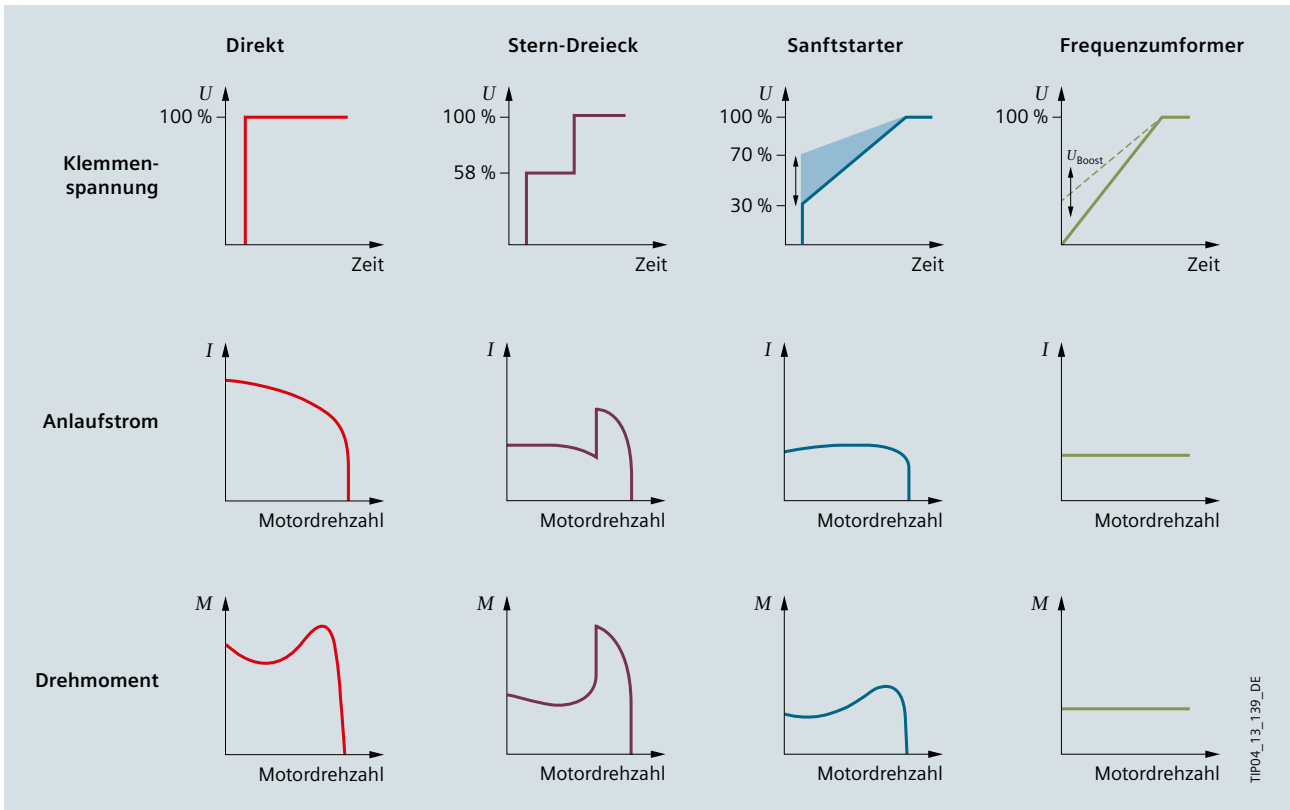 Direkt
Stern-Dreieck
Sanftstarter
Frequenzumformer
Klemmen-
spannung
U
100 %
Zeit
U
100 %
58 %
Zeit
U
100 %
70 %
30 %
Zeit
U
100 %
UBoost
Zeit
Anlaufstrom
I
Motordrehzahl
I
Motordrehzahl
I
Motordrehzahl
I
Motordrehzahl
Drehmoment
M
Motordrehzahl
M
Motordrehzahl
M
Motordrehzahl
M
Motordrehzahl
TIP04_13_139_DE